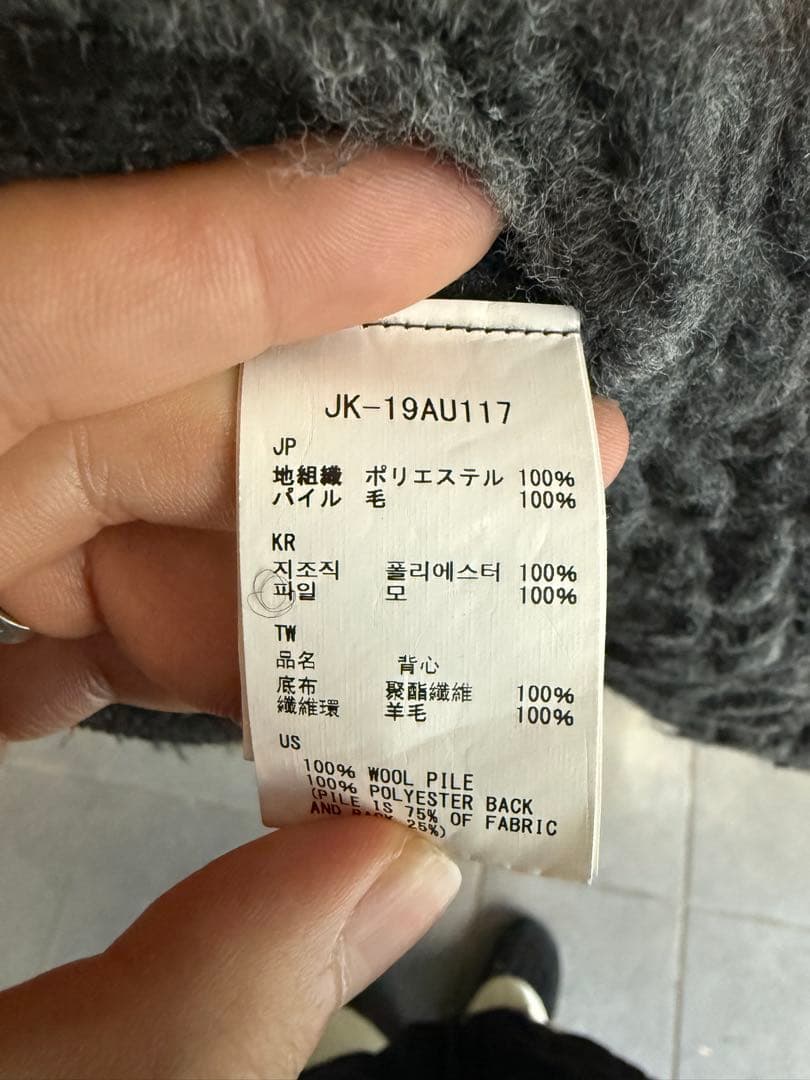 JK-19AU117
JP
地組織 ポリエステル 100%
パイル 毛 100%
KR
지조직 폴리에스터 100%
파일 모 100%
TW
品名 背心
底布 聚酯纖維 100%
纖維環 羊毛 100%
US
100% WOOL PILE
100% POLYESTER BACK
(PILE IS 75% OF FABRIC
AND BACK 25%)